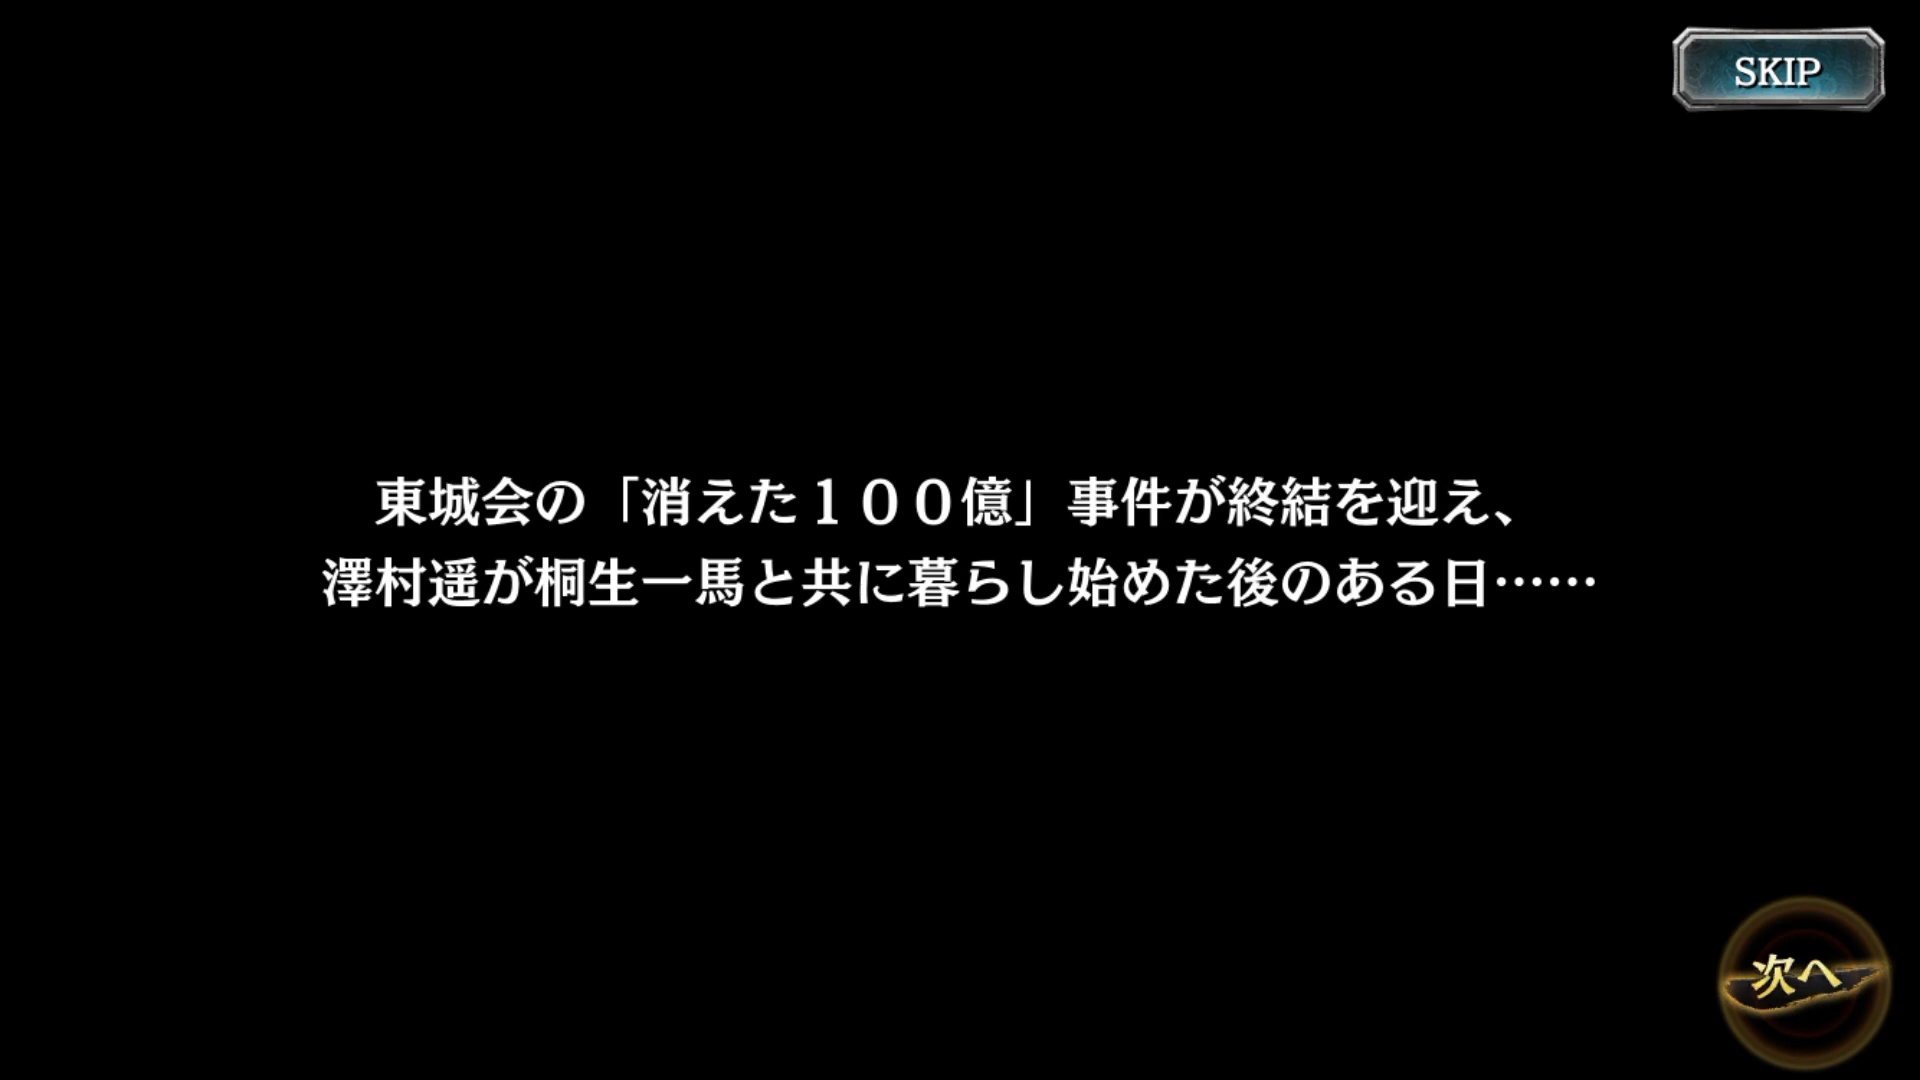 SKIP
東城会の「消えた１００億」事件が終結を迎え、
澤村遥が桐生一馬と共に暮らし始めた後のある日……
次へ